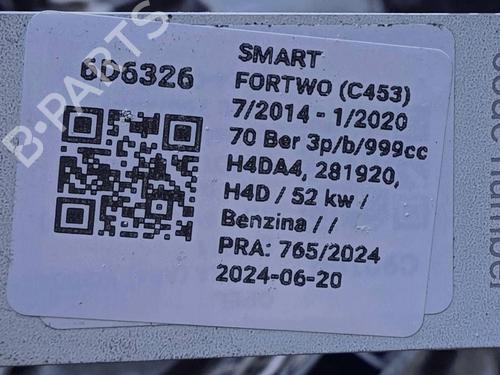 6D6326
SMART
FORTWO (C453)
7/2014 - 1/2020
70 Ber 3p/b/999cc
H4DA4, 281920,
H4D / 52 kw /
Benzina / /
PRA: 765/2024
2024-06-20
B-PARTS